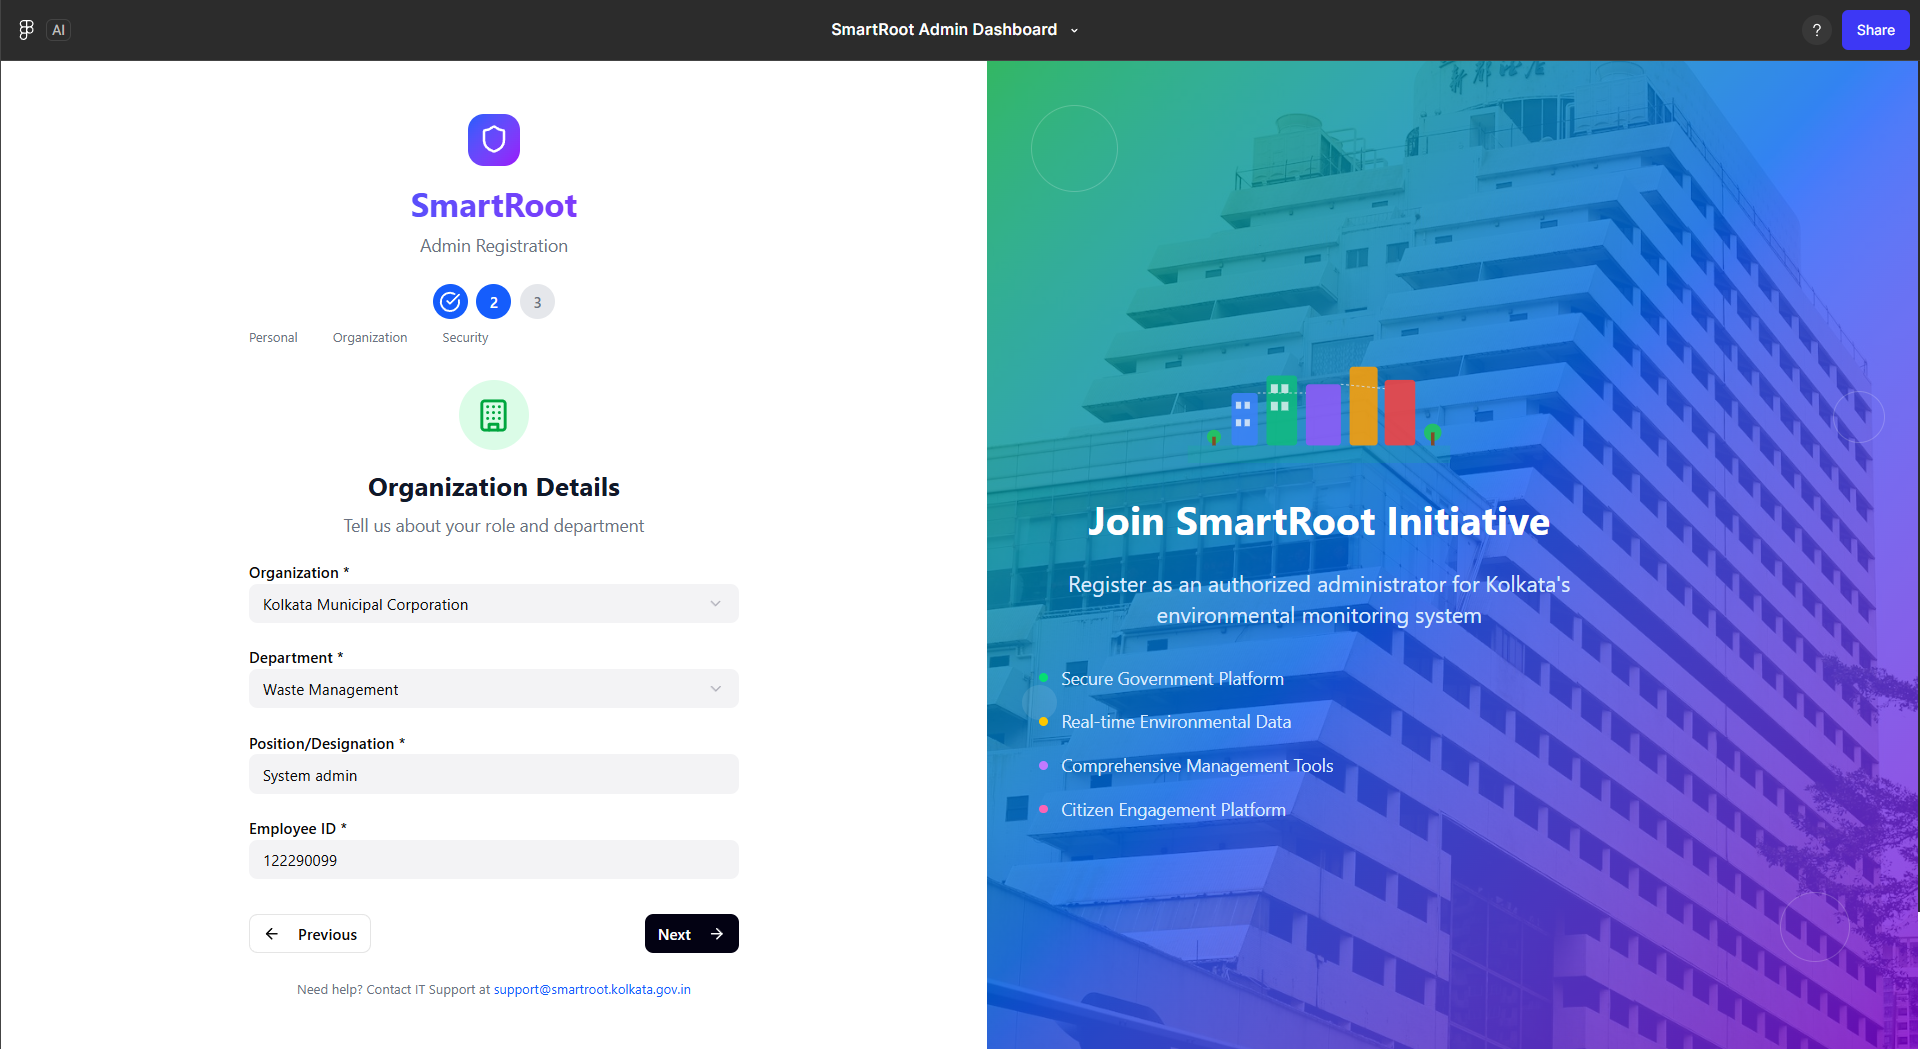 AI
SmartRoot Admin Dashboard
?
Share
SmartRoot
Admin Registration
2
3
Personal
Organization
Security
Organization Details
Tell us about your role and department
Organization *
Kolkata Municipal Corporation
Department *
Waste Management
Position/Designation *
System admin
Employee ID *
122290099
Previous
Next
Need help? Contact IT Support at support@smartroot.kolkata.gov.in
Join SmartRoot Initiative
Register as an authorized administrator for Kolkata's
environmental monitoring system
Secure Government Platform
Real-time Environmental Data
Comprehensive Management Tools
Citizen Engagement Platform